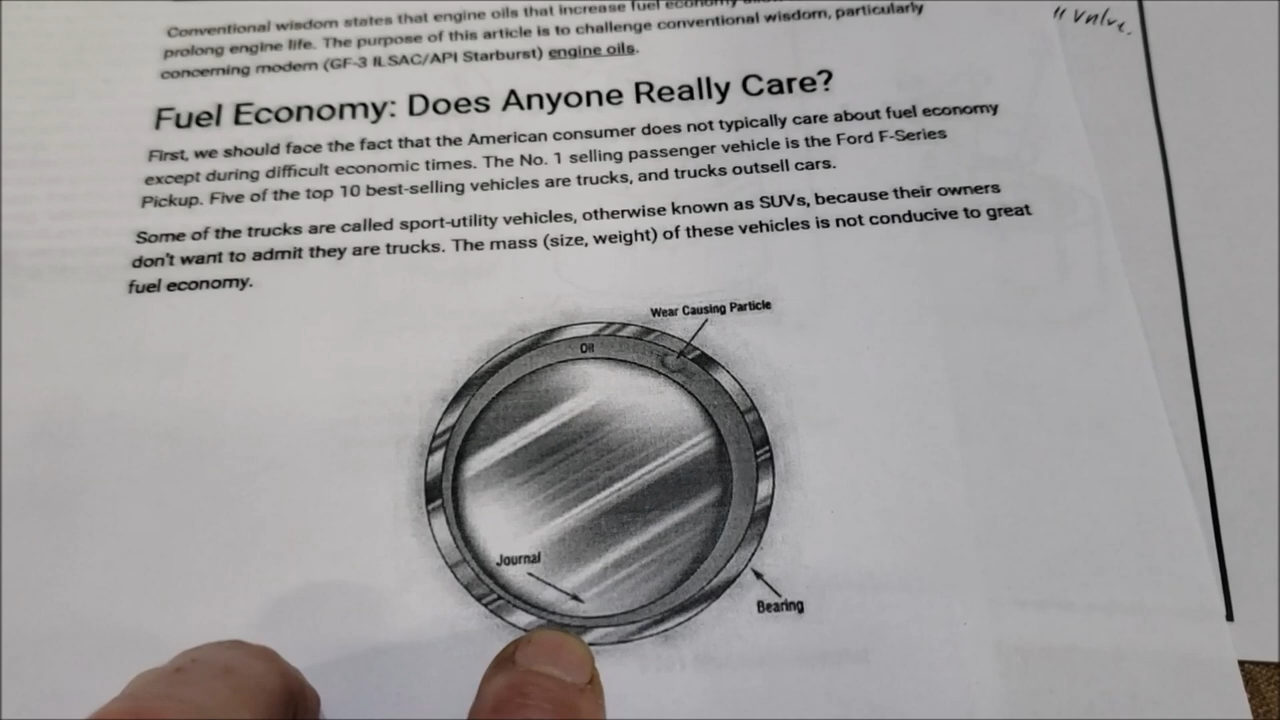 Conventional wisdom states that engine oils that increase fuel economy
prolong engine life. The purpose of this article is to challenge conventional wisdom, particularly
concerning modern (GF-3 ILSAC/API Starburst) engine oils.
Fuel Economy: Does Anyone Really Care?
First, we should face the fact that the American consumer does not typically care about fuel economy
except during difficult economic times. The No. 1 selling passenger vehicle is the Ford F-Series
Pickup. Five of the top 10 best-selling vehicles are trucks, and trucks outsell cars.
Some of the trucks are called sport-utility vehicles, otherwise known as SUVs, because their owners
don't want to admit they are trucks. The mass (size, weight) of these vehicles is not conducive to great
fuel economy.
Wear Causing Particle
Oil
Journal
Bearing